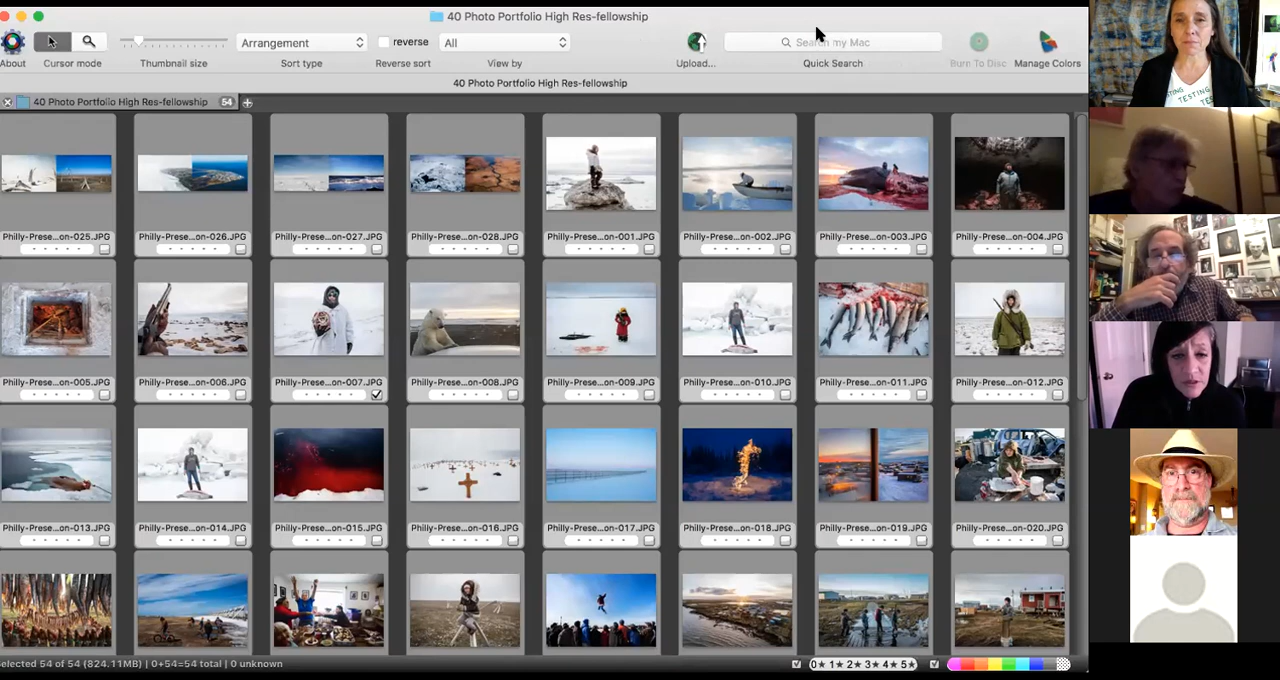 40 Photo Portfolio High Res-fellowship
Arrangement
reverse
All
Search my Mac
About
Cursor mode
Thumbnail size
Sort type
Reverse sort
View by
Upload...
Quick Search
Burn To Disc
Manage Colors
40 Photo Portfolio High Res-fellowship
40 Photo Portfolio High Res-fellowship 54
Philly-Prese...on-025.JPG
Philly-Prese...on-026.JPG
Philly-Prese...on-027.JPG
Philly-Prese...on-028.JPG
Philly-Prese...on-001.JPG
Philly-Prese...on-002.JPG
Philly-Prese...on-003.JPG
Philly-Prese...on-004.JPG
Philly-Prese...on-005.JPG
Philly-Prese...on-006.JPG
Philly-Prese...on-007.JPG
Philly-Prese...on-008.JPG
Philly-Prese...on-009.JPG
Philly-Prese...on-010.JPG
Philly-Prese...on-011.JPG
Philly-Prese...on-012.JPG
Philly-Prese...on-013.JPG
Philly-Prese...on-014.JPG
Philly-Prese...on-015.JPG
Philly-Prese...on-016.JPG
Philly-Prese...on-017.JPG
Philly-Prese...on-018.JPG
Philly-Prese...on-019.JPG
Philly-Prese...on-020.JPG
elected 54 of 54 (824.11MB) | 0+54=54 total | 0 unknown
0★ 1★ 2★ 3★ 4★ 5★
TESTING